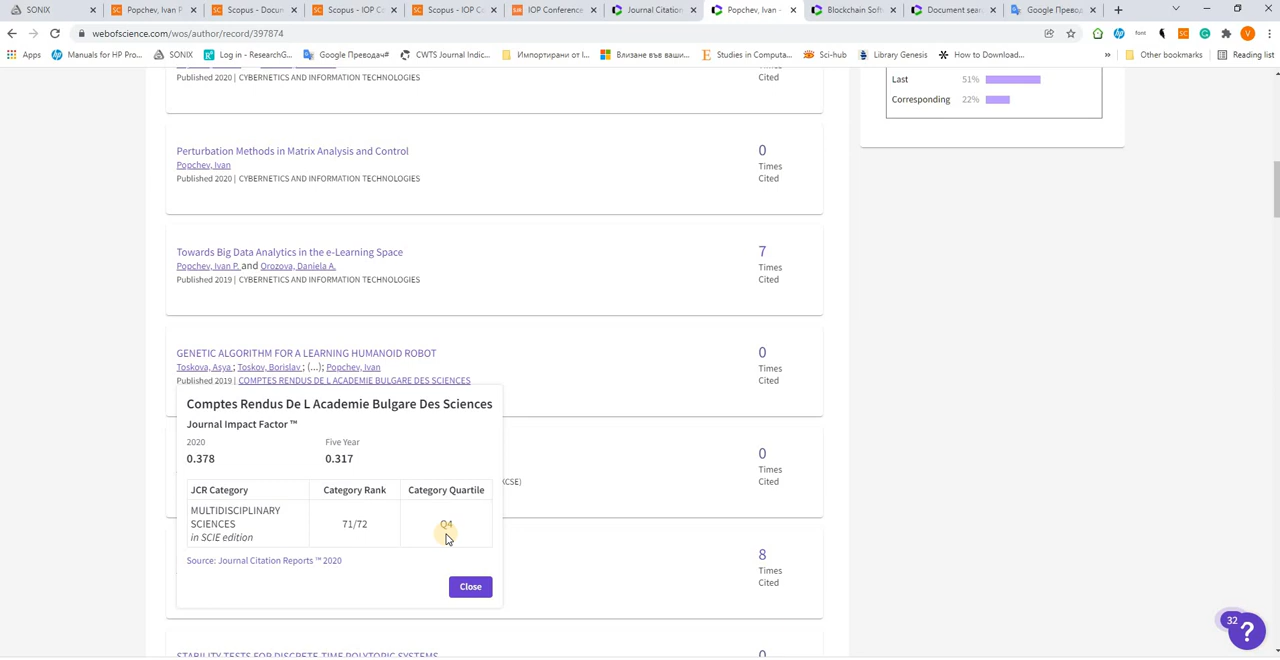 SONIX
Popchev, Ivan P.
Scopus - Docum
Scopus - IOP Co
Scopus - IOP Co
IOP Conference
Journal Citation
Popchev, Ivan -
Blockchain Soft
Document sear
Google Превод
webofscience.com/wos/author/record/397874
Apps
Manuals for HP Pro...
SONIX
Log in - ResearchG...
Google Преводач#
CWTS Journal Indic...
Импортирани от I...
Влизане във ваши...
Studies in Computa...
Sci-hub
Library Genesis
How to Download...
»
Other bookmarks
Reading list
Published 2020 | CYBERNETICS AND INFORMATION TECHNOLOGIES
Times
Cited
Last 51%
Corresponding 22%
Perturbation Methods in Matrix Analysis and Control
Popchev, Ivan
Published 2020 | CYBERNETICS AND INFORMATION TECHNOLOGIES
0
Times
Cited
Towards Big Data Analytics in the e-Learning Space
Popchev, Ivan P. and Orozova, Daniela A.
Published 2019 | CYBERNETICS AND INFORMATION TECHNOLOGIES
7
Times
Cited
GENETIC ALGORITHM FOR A LEARNING HUMANOID ROBOT
Toskova, Asya ; Toskov, Borislav ; (...); Popchev, Ivan
Published 2019 | COMPTES RENDUS DE L ACADEMIE BULGARE DES SCIENCES
0
Times
Cited
Comptes Rendus De L Academie Bulgare Des Sciences
Journal Impact Factor ™
2020 Five Year
0.378 0.317
JCR Category Category Rank Category Quartile
MULTIDISCIPLINARY
SCIENCES
in SCIE edition
71/72
Q4
Source: Journal Citation Reports ™ 2020
Close
0
Times
Cited
8
Times
Cited
STABILITY TESTS FOR DISCRETE-TIME POLYTOPIC SYSTEMS
0
32
?